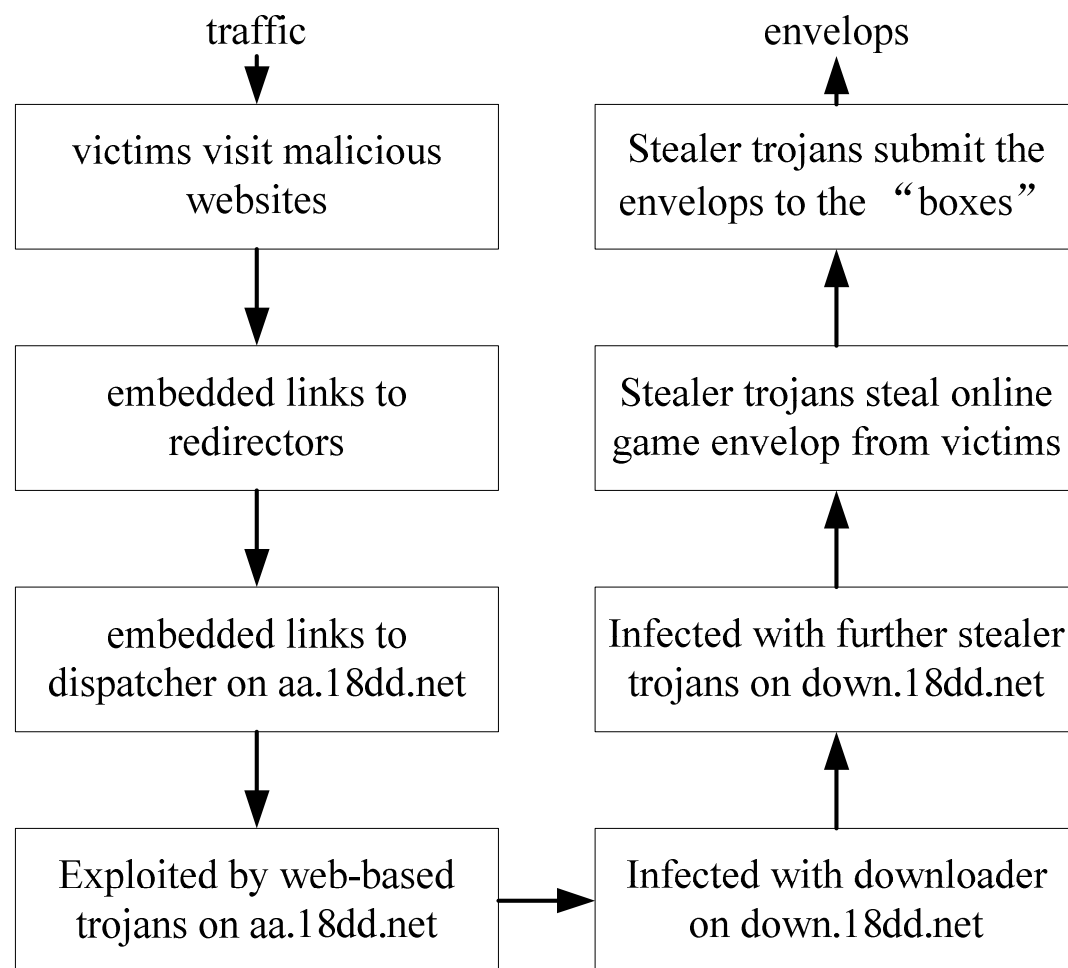 traffic
victims visit malicious
websites
embedded links to
redirectors
embedded links to
dispatcher on aa.18dd.net
Exploited by web-based
trojans on aa.18dd.net
Infected with downloader
on down.18dd.net
Infected with further stealer
trojans on down.18dd.net
Stealer trojans steal online
game envelop from victims
Stealer trojans submit the
envelops to the “boxes”
envelops